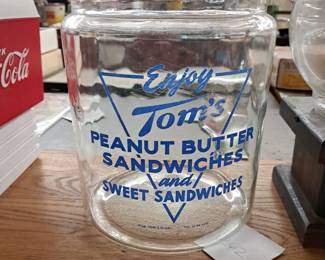 Coca-Cola
Enjoy
Tom's
PEANUT BUTTER
SANDWICHES
and
SWEET SANDWICHES